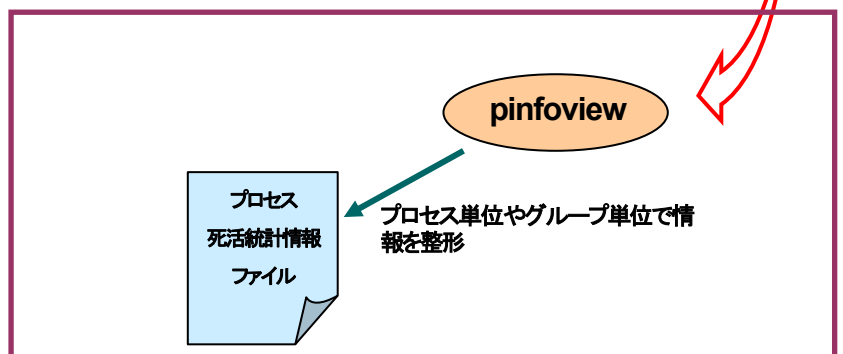 pinfoview
プロセス
死活統計情報
ファイル
プロセス単位やグループ単位で情
報を整形